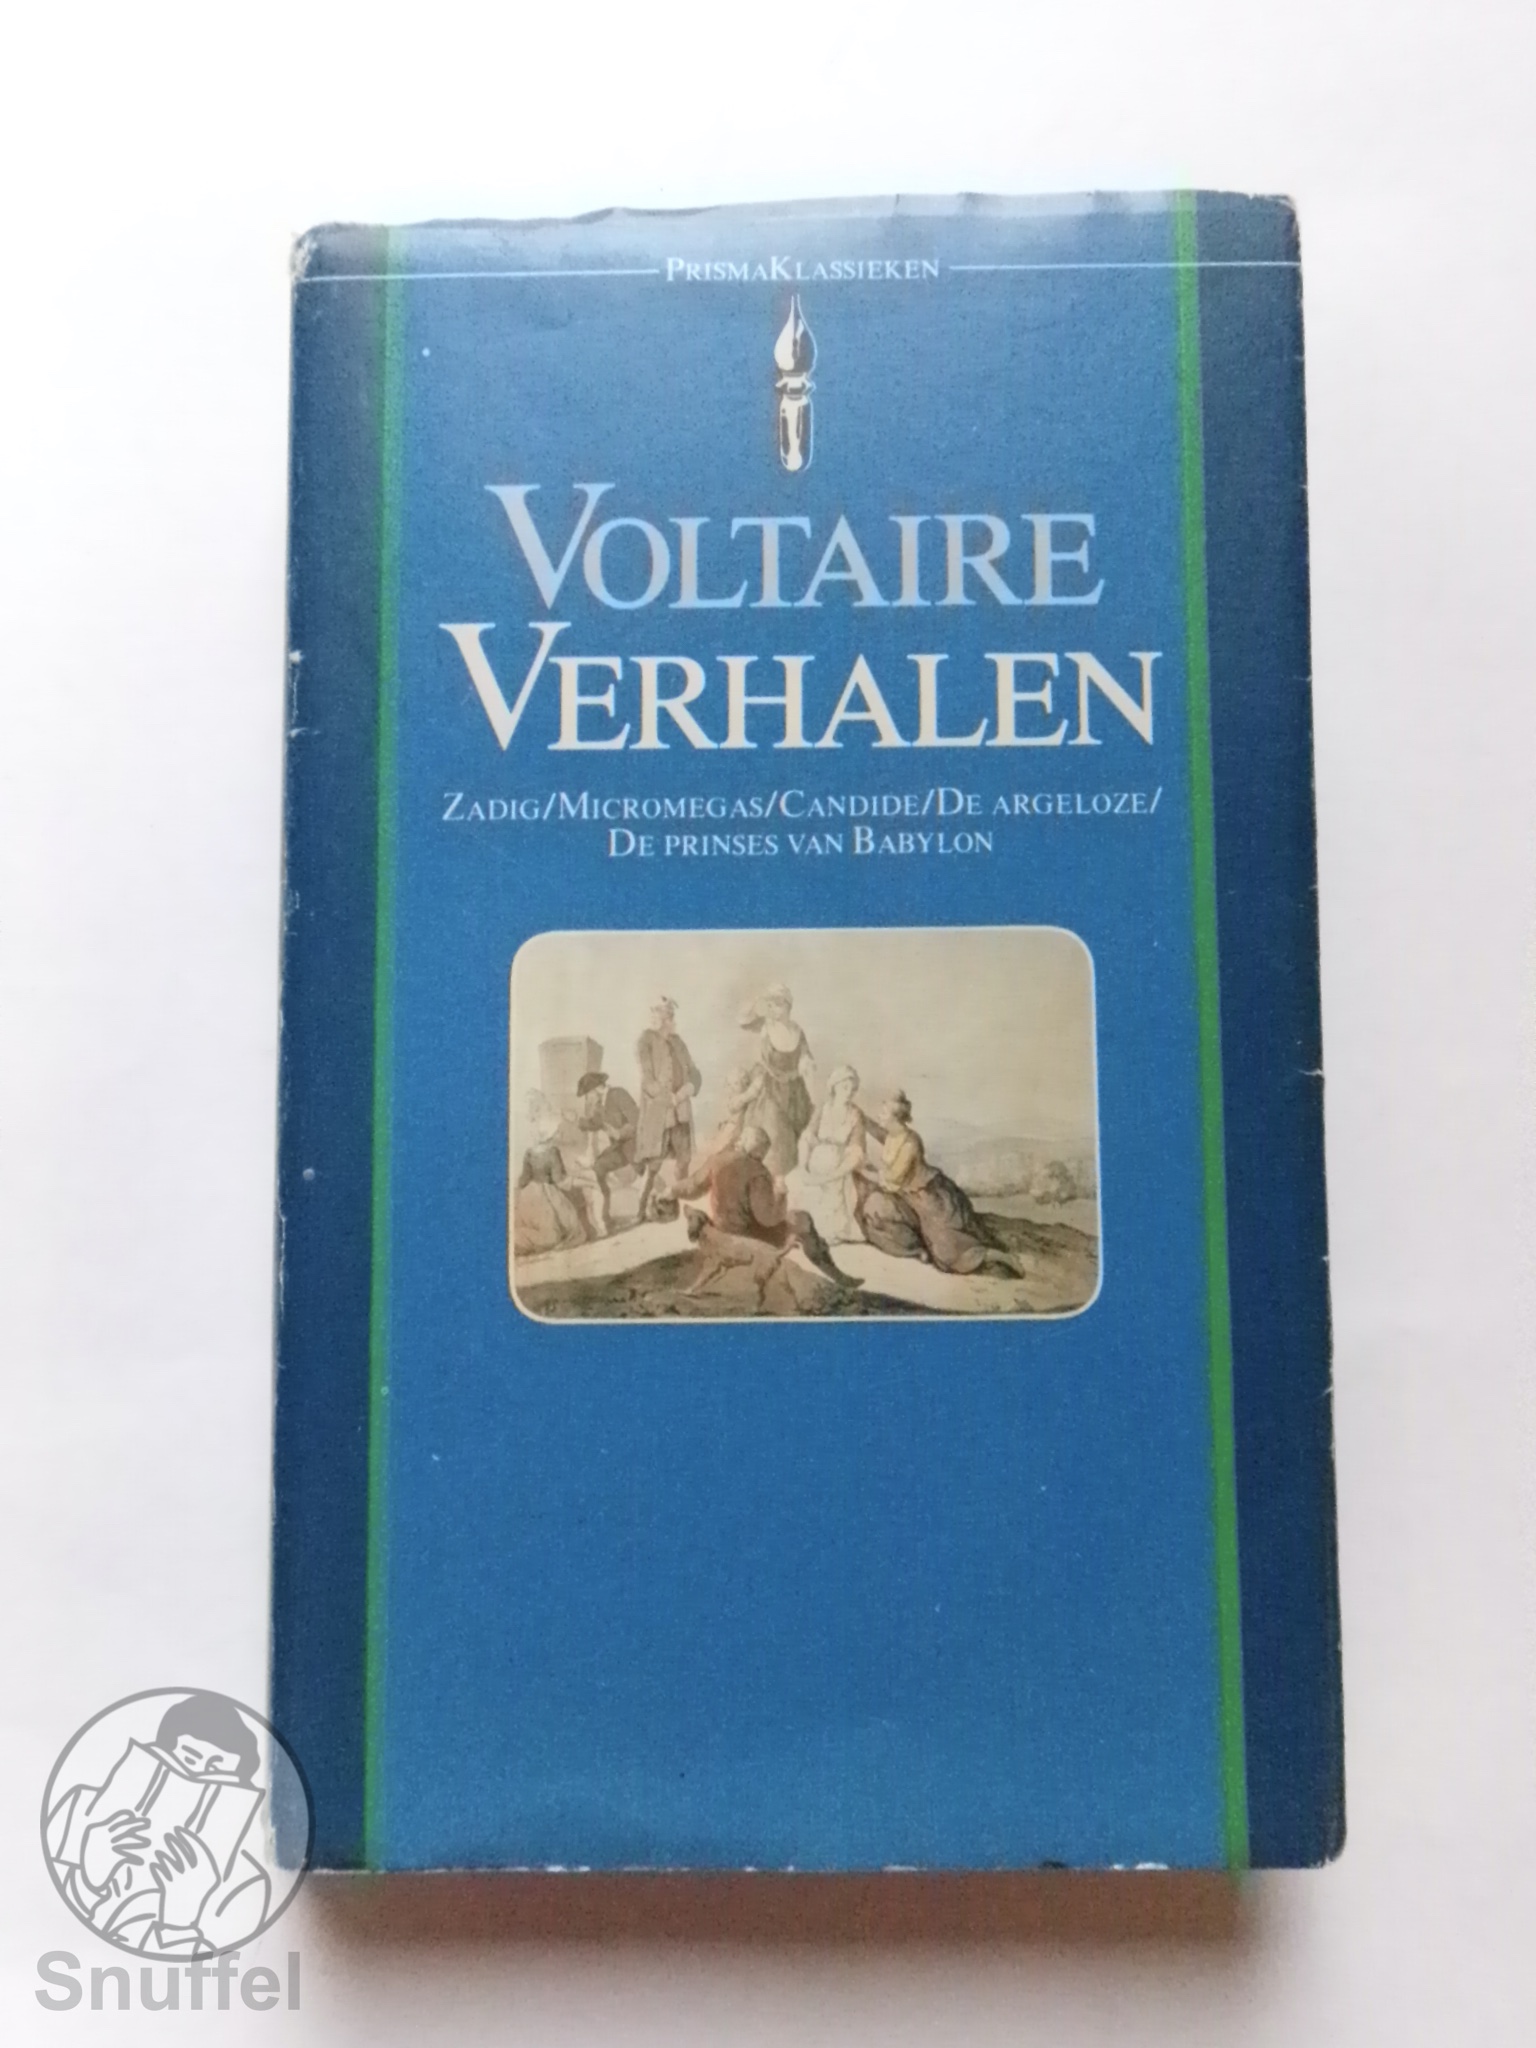 PRISMAKLASSIEKEN
VOLTAIRE
VERHALEN
ZADIG/MICROMEGAS/CANDIDE/DE ARGELOZE/
DE PRINSES VAN BABYLON
Snuffel